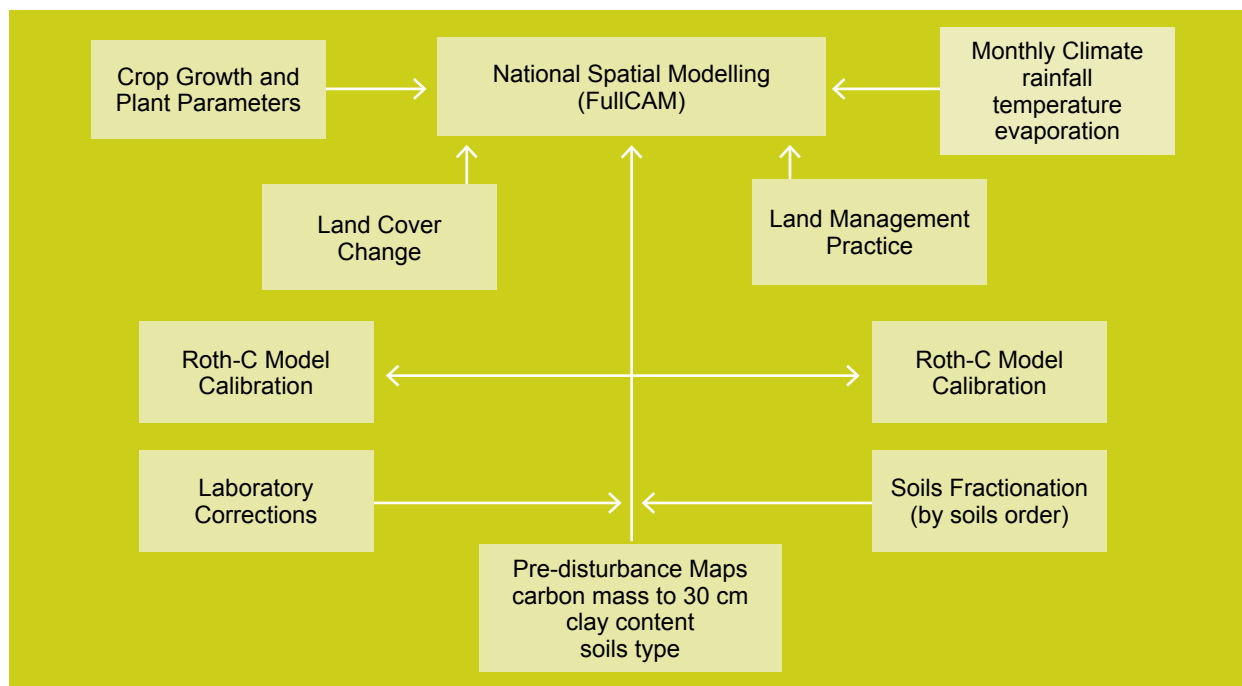 Crop Growth and
Plant Parameters
National Spatial Modelling
(FullCAM)
Monthly Climate
rainfall
temperature
evaporation
Land Cover
Change
Land Management
Practice
Roth-C Model
Calibration
Roth-C Model
Calibration
Laboratory
Corrections
Soils Fractionation
(by soils order)
Pre-disturbance Maps
carbon mass to 30 cm
clay content
soils type